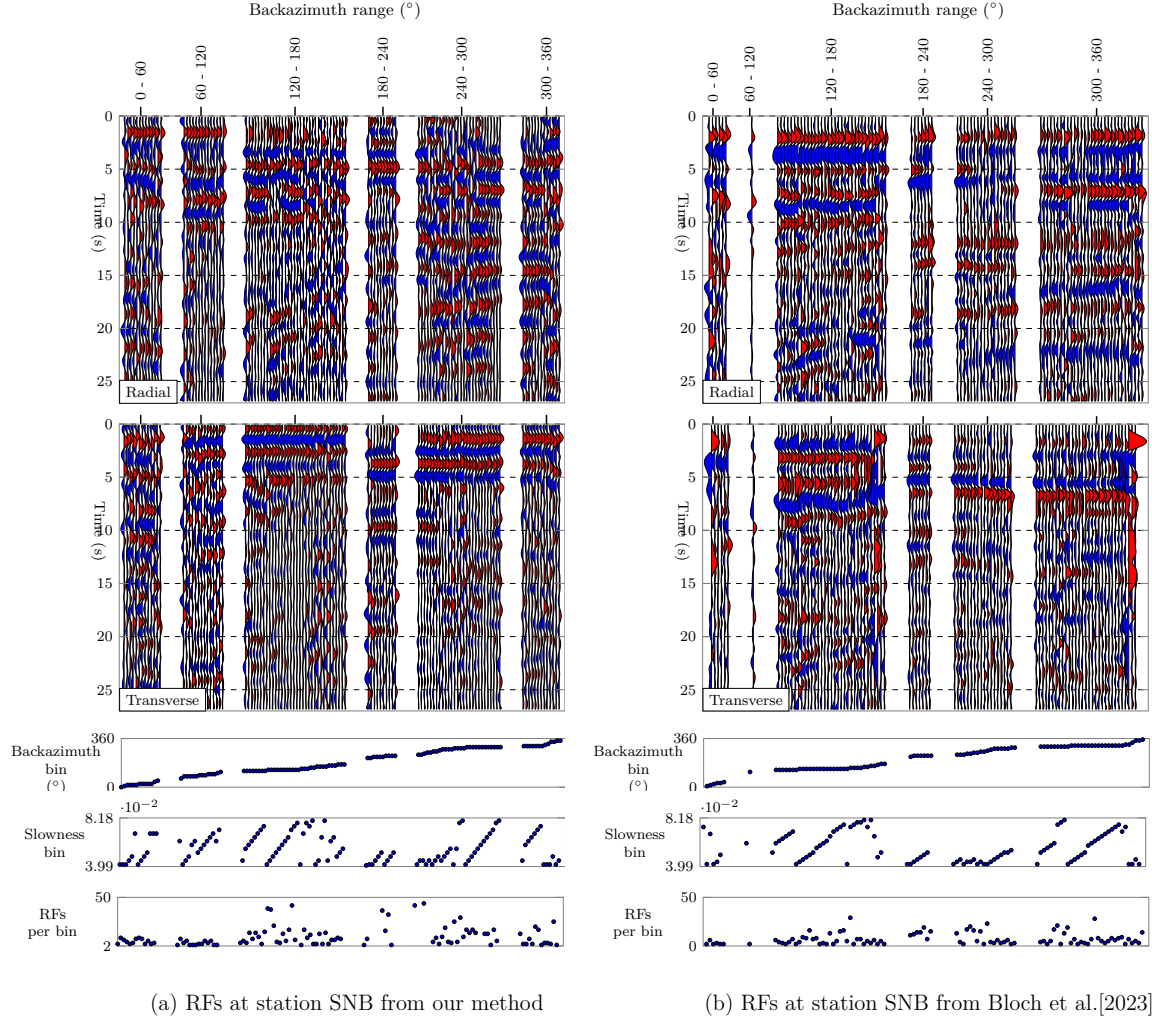 Backazimuth range (°)
0 - 60
60 - 120
120 - 180
180 - 240
240 - 300
300 - 360
0
5
10
15
20
25
Time (s)
Radial
0
5
10
15
20
25
Time (s)
Transverse
360
Backazimuth
bin
(°)
0
·10⁻²
8.18
Slowness
bin
3.99
50
RFs
per bin
2
(a) RFs at station SNB from our method
Backazimuth range (°)
0 - 60
60 - 120
120 - 180
180 - 240
240 - 300
300 - 360
0
5
10
15
20
25
Time (s)
Radial
0
5
10
15
20
25
Time (s)
Transverse
360
Backazimuth
bin
(°)
0
·10⁻²
8.18
Slowness
bin
3.99
50
RFs
per bin
0
(b) RFs at station SNB from Bloch et al.[2023]